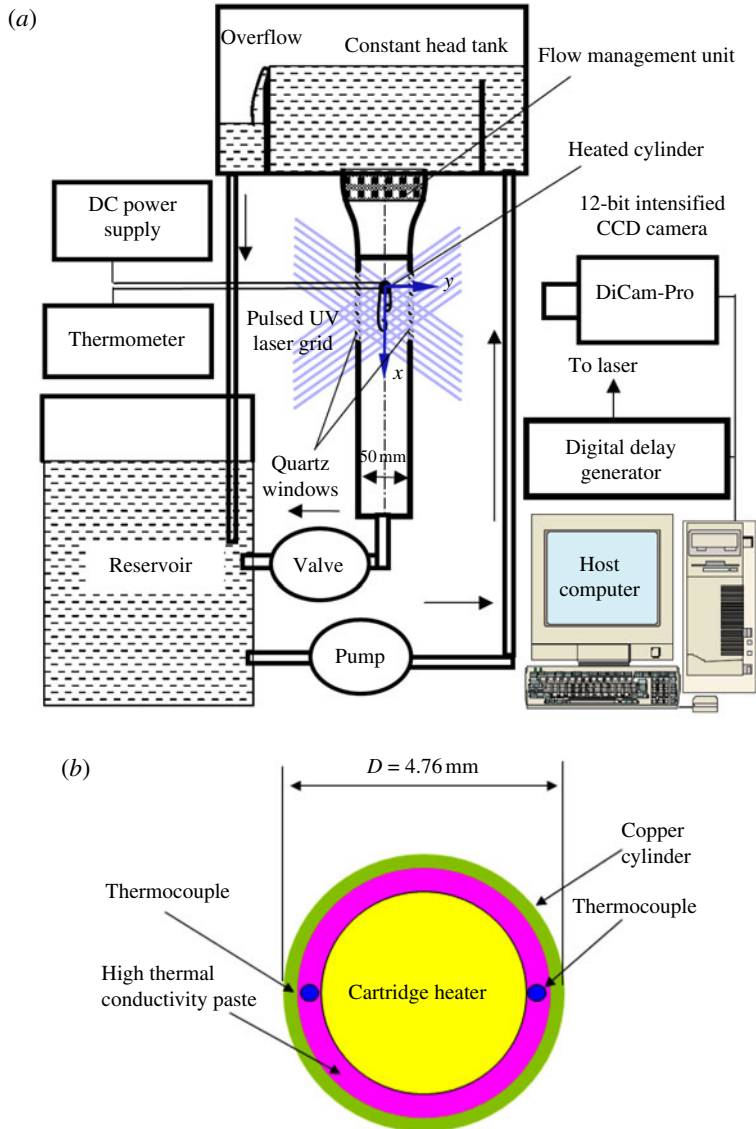 (a)
Overflow
Constant head tank
Flow management unit
Heated cylinder
DC power
supply
12-bit intensified
CCD camera
y
DiCam-Pro
Thermometer
Pulsed UV
laser grid
x
To laser
50 mm
Digital delay
generator
Quartz
windows
Reservoir
Valve
Host
computer
Pump
(b)
D = 4.76 mm
Copper
cylinder
Thermocouple
Thermocouple
High thermal
conductivity paste
Cartridge heater